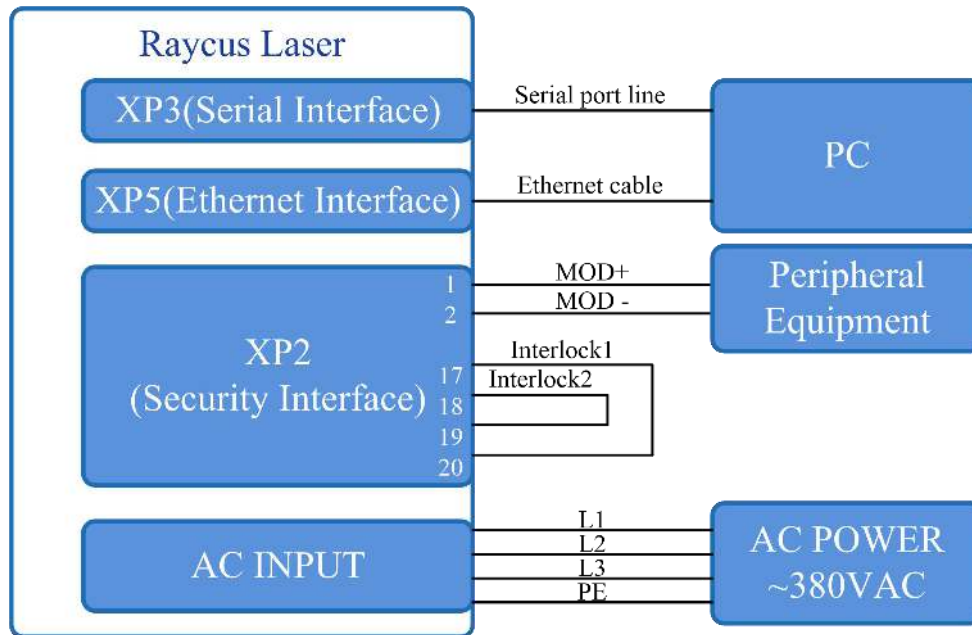 Raycus Laser
XP3(Serial Interface)
Serial port line
PC
XP5(Ethernet Interface)
Ethernet cable
XP2
(Security Interface)
1
2
17
18
19
20
MOD+
MOD -
Peripheral
Equipment
Interlock1
Interlock2
AC INPUT
L1
L2
L3
PE
AC POWER
~380VAC